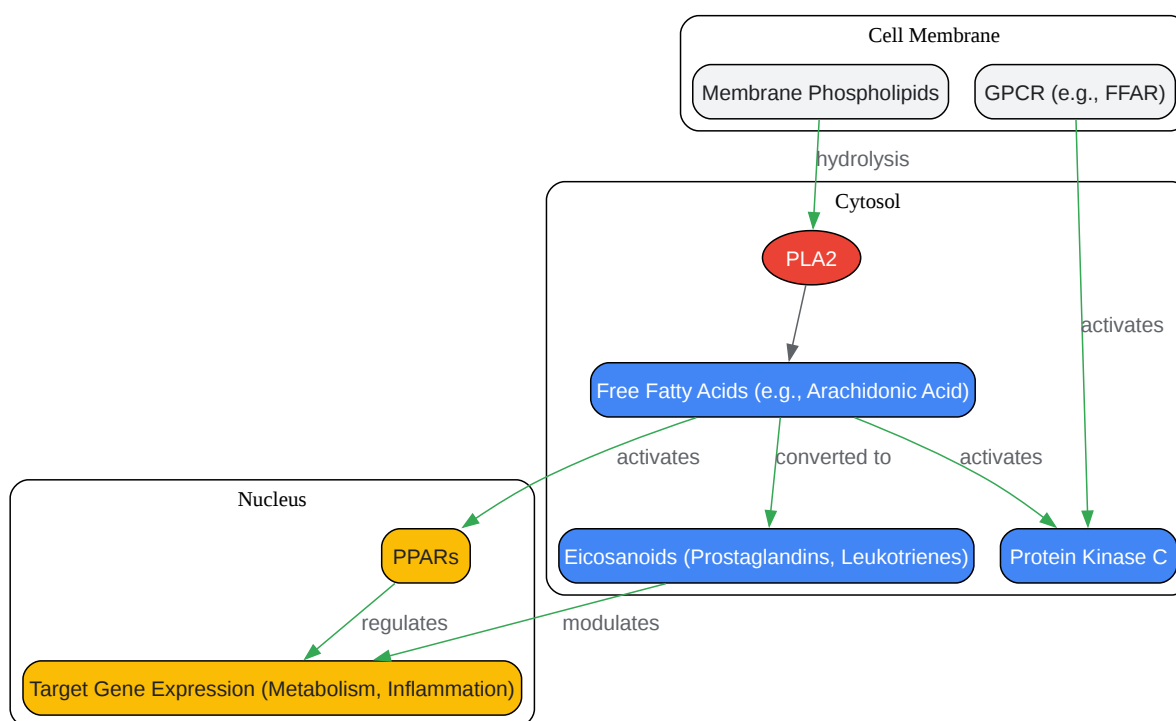 Cell Membrane
Membrane Phospholipids
GPCR (e.g., FFAR)
hydrolysis
Cytosol
PLA2
activates
Free Fatty Acids (e.g., Arachidonic Acid)
activates
converted to
activates
Nucleus
PPARs
Eicosanoids (Prostaglandins, Leukotrienes)
Protein Kinase C
regulates
modulates
Target Gene Expression (Metabolism, Inflammation)